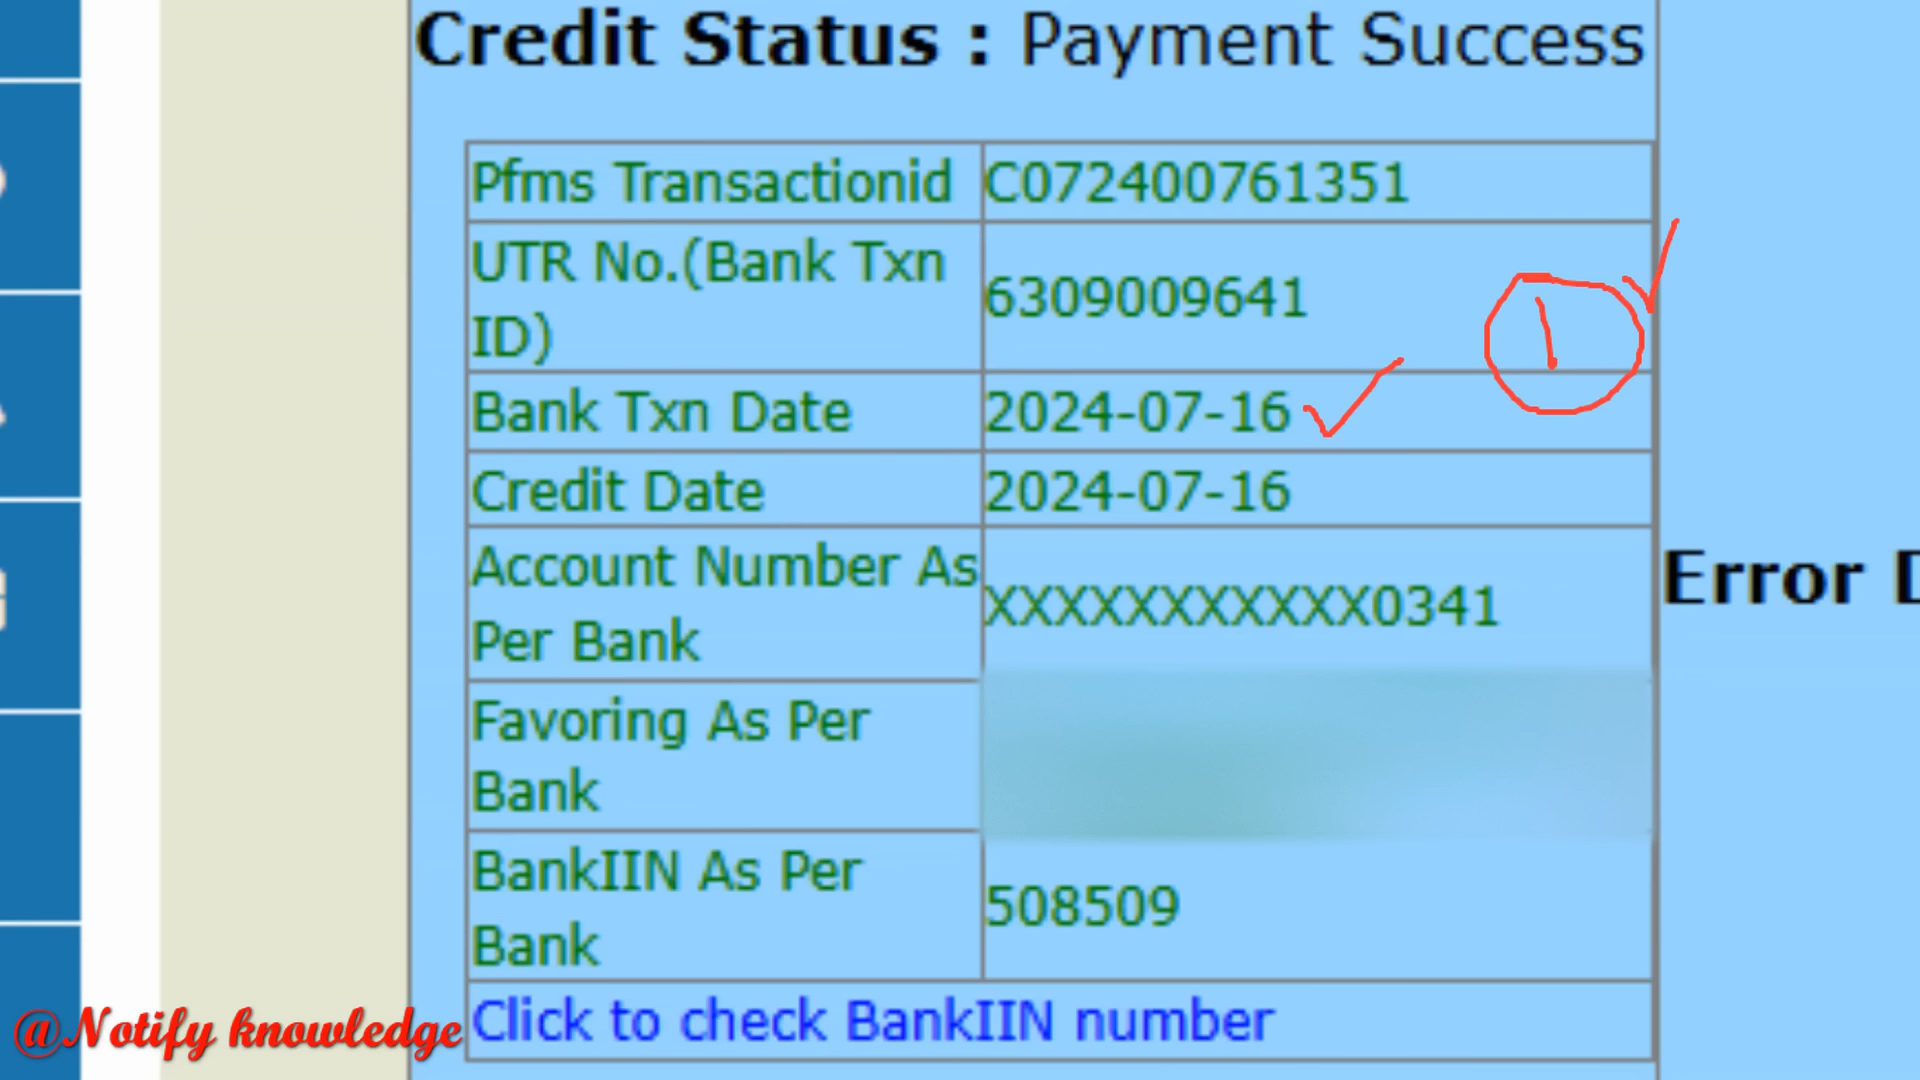 Credit Status : Payment Success
Pfms Transactionid C072400761351
UTR No.(Bank Txn
ID) 6309009641
1
Bank Txn Date 2024-07-16
Credit Date 2024-07-16
Account Number As
Per Bank XXXXXXXXXXX0341
Error D
Favoring As Per
Bank
BankIIN As Per
Bank 508509
Click to check BankIIN number
@Notify knowledge